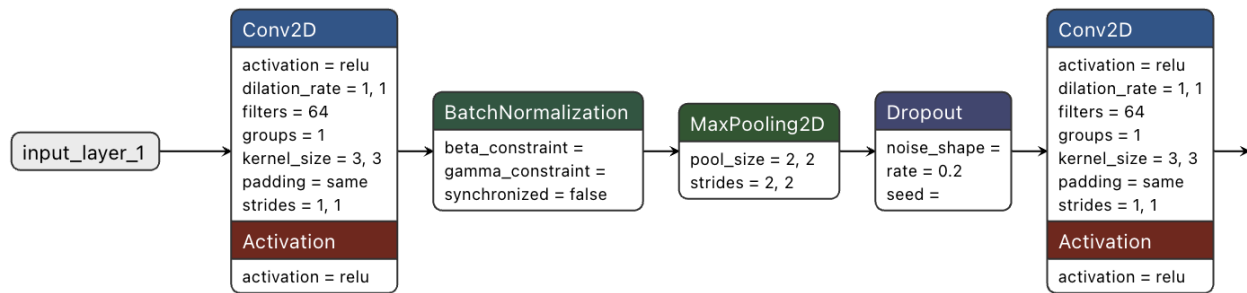 input_layer_1
Conv2D
activation = relu
dilation_rate = 1, 1
filters = 64
groups = 1
kernel_size = 3, 3
padding = same
strides = 1, 1
Activation
activation = relu
BatchNormalization
beta_constraint =
gamma_constraint =
synchronized = false
MaxPooling2D
pool_size = 2, 2
strides = 2, 2
Dropout
noise_shape =
rate = 0.2
seed =
Conv2D
activation = relu
dilation_rate = 1, 1
filters = 64
groups = 1
kernel_size = 3, 3
padding = same
strides = 1, 1
Activation
activation = relu